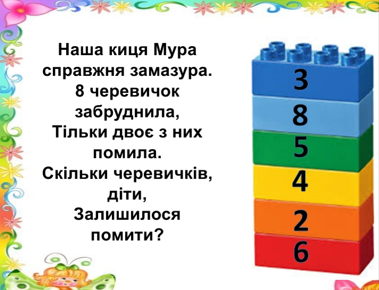 Наша киця Мура
справжня замазура.
8 черевичок
забруднила,
Тільки двоє з них
помила.
Скільки черевичків,
діти,
Залишилося
помити?
3
8
5
4
2
6